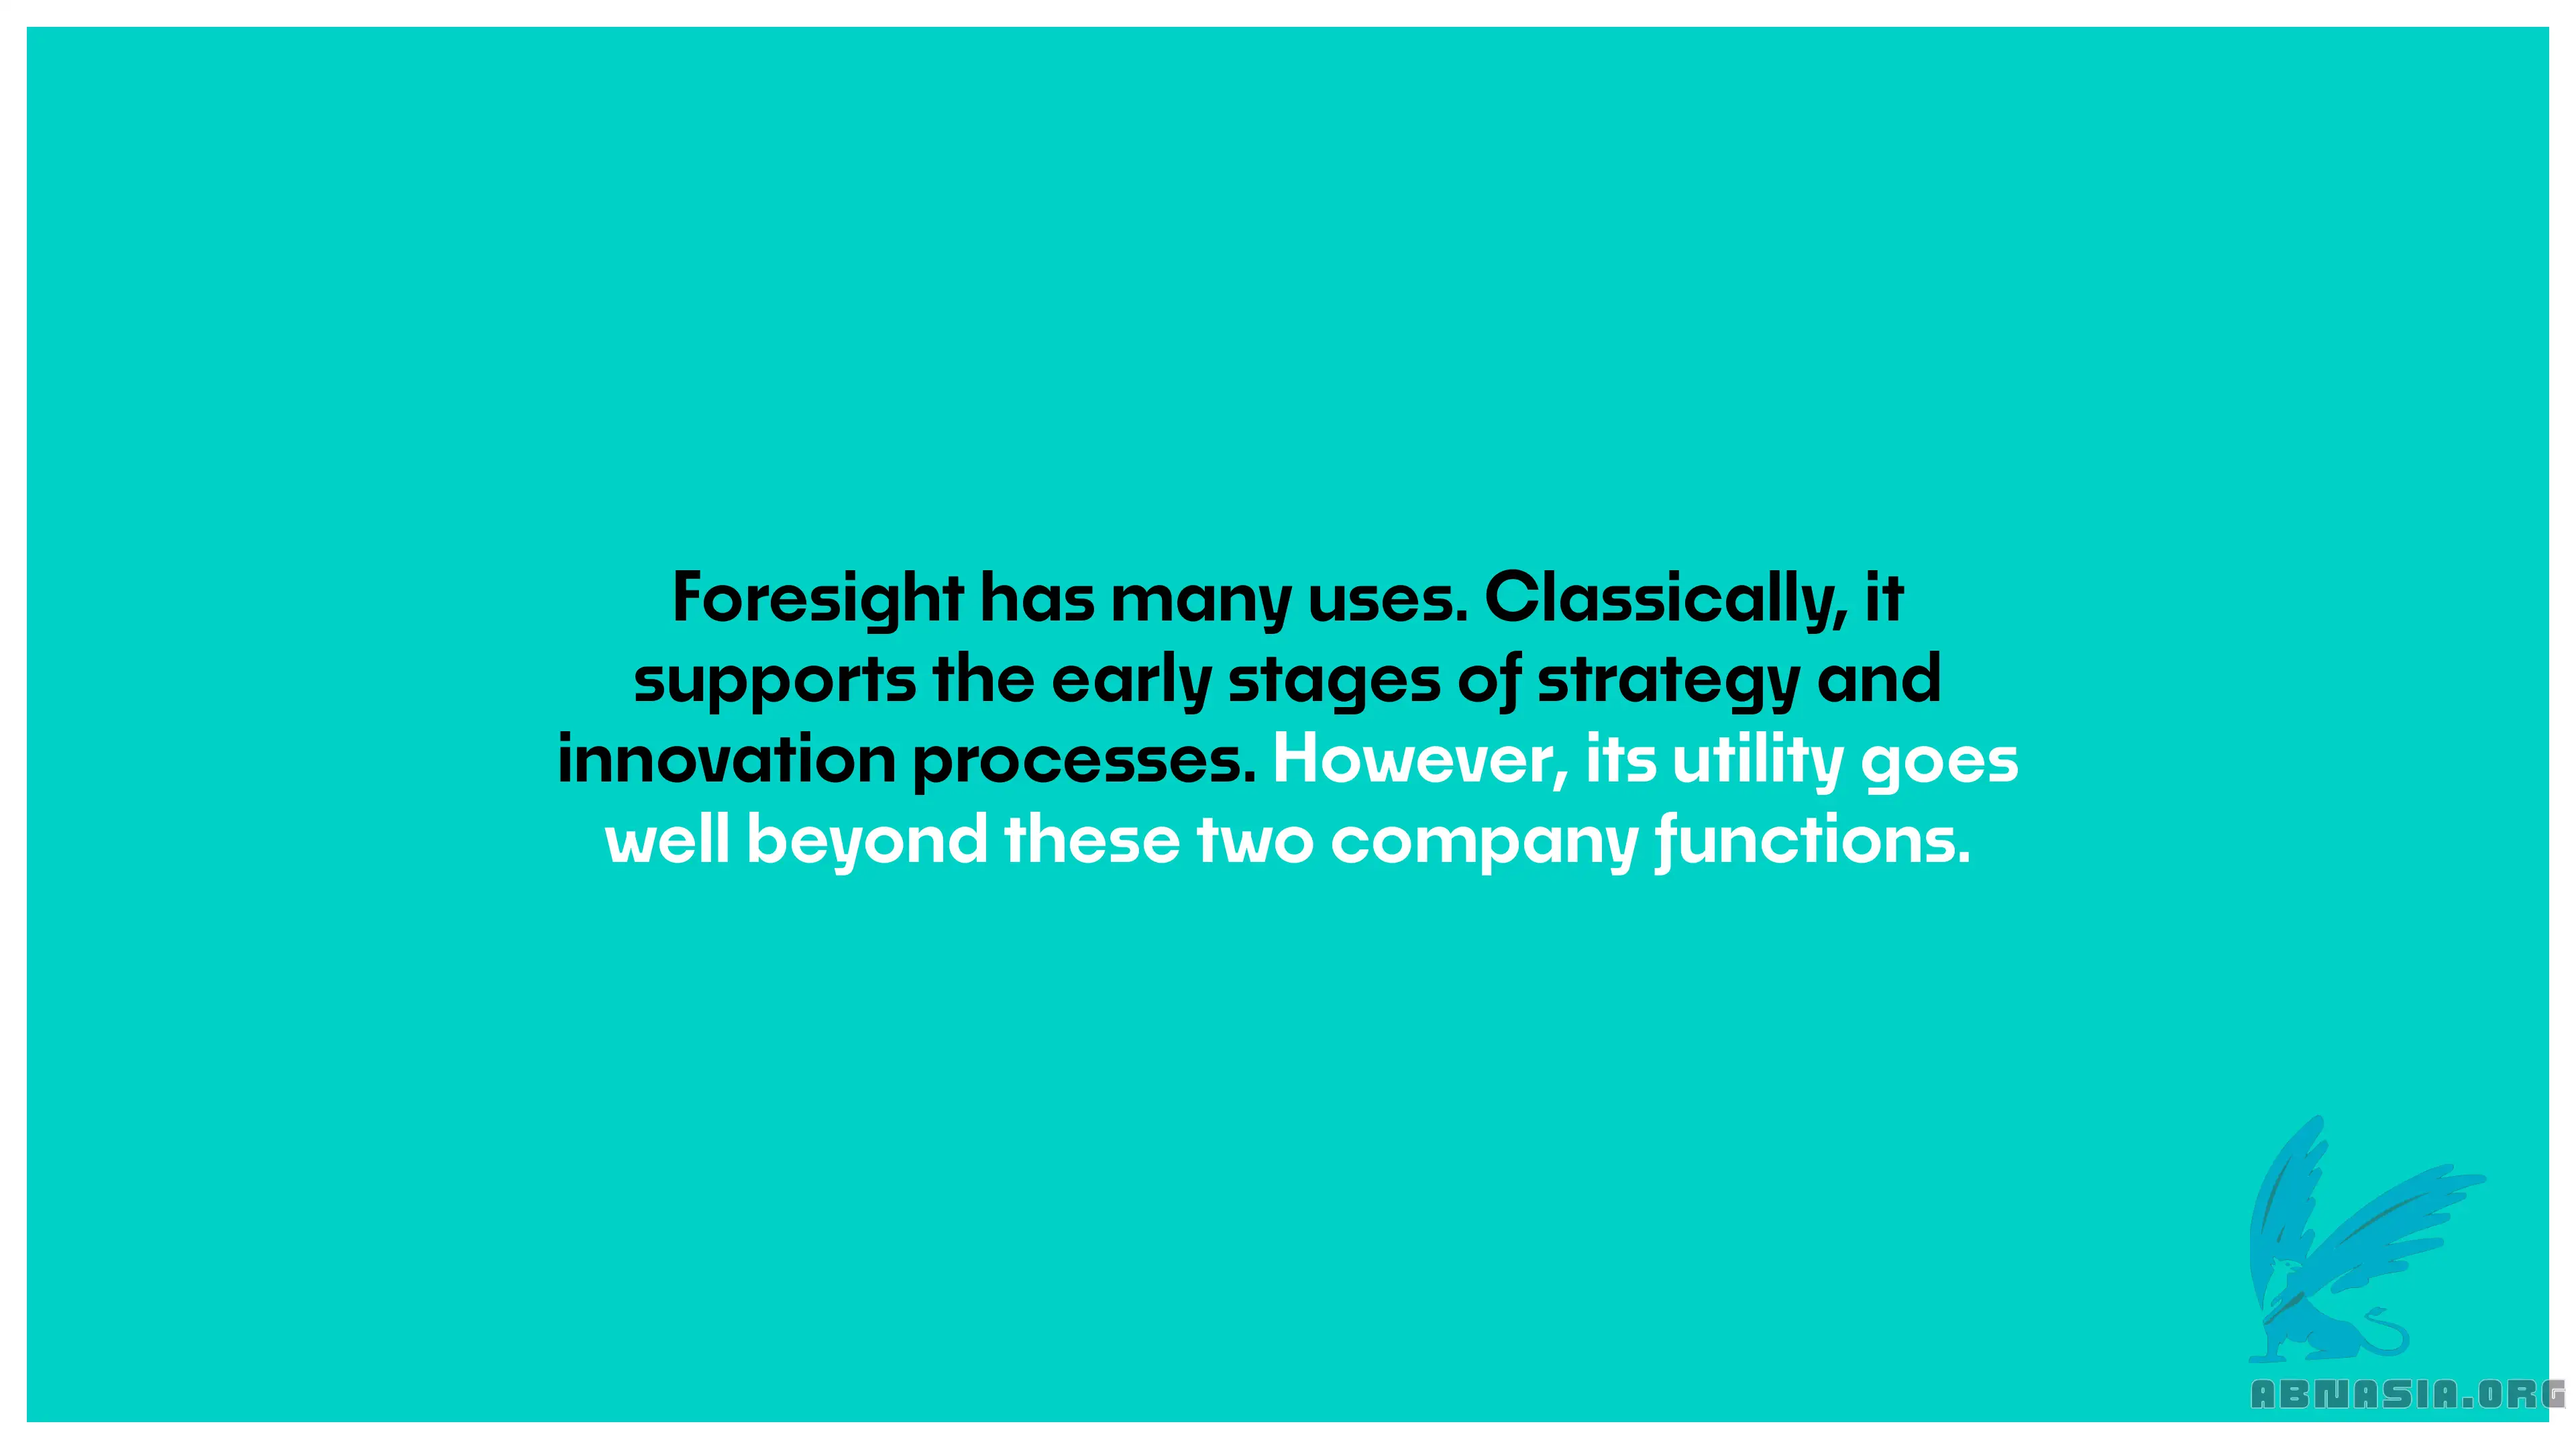 Foresight has many uses. Classically, it
supports the early stages of strategy and
innovation processes. However, its utility goes
well beyond these two company functions.
ABNASIA.ORG